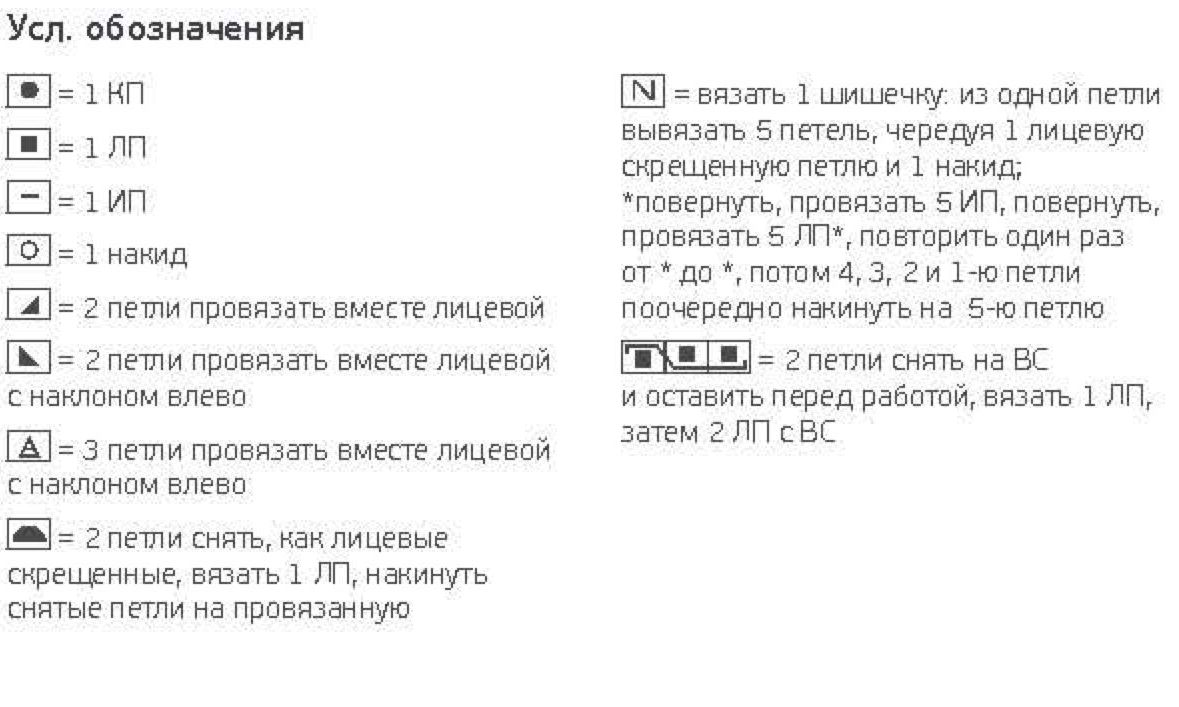 Усл. обозначения
= 1 КП
= 1 ЛП
= 1 ИП
= 1 накид
= 2 петли провязать вместе лицевой
= 2 петли провязать вместе лицевой
с наклоном влево
= 3 петли провязать вместе лицевой
с наклоном влево
= 2 петли снять, как лицевые
скрещенные, вязать 1 ЛП, накинуть
снятые петли на провязанную
N = вязать 1 шишечку: из одной петли
вывязать 5 петель, чередуя 1 лицевую
скрещенную петлю и 1 накид;
*повернуть, провязать 5 ИП, повернуть,
провязать 5 ЛП*, повторить один раз
от * до *, потом 4, 3, 2 и 1-ю петли
поочередно накинуть на 5-ю петлю
= 2 петли снять на ВС
и оставить перед работой, вязать 1 ЛП,
затем 2 ЛП с ВС